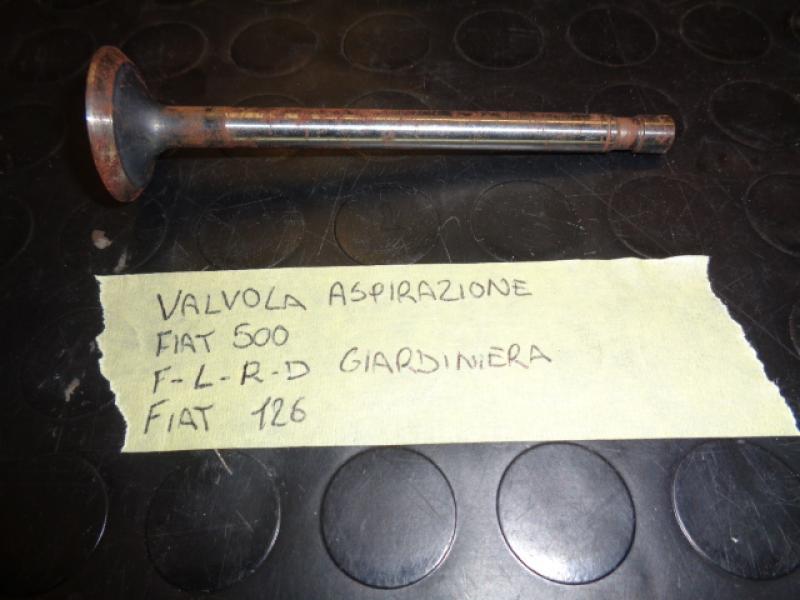 VALVOLA ASPIRAZIONE
FIAT 500
F-L-R-D GIARDINIERA
FIAT 126